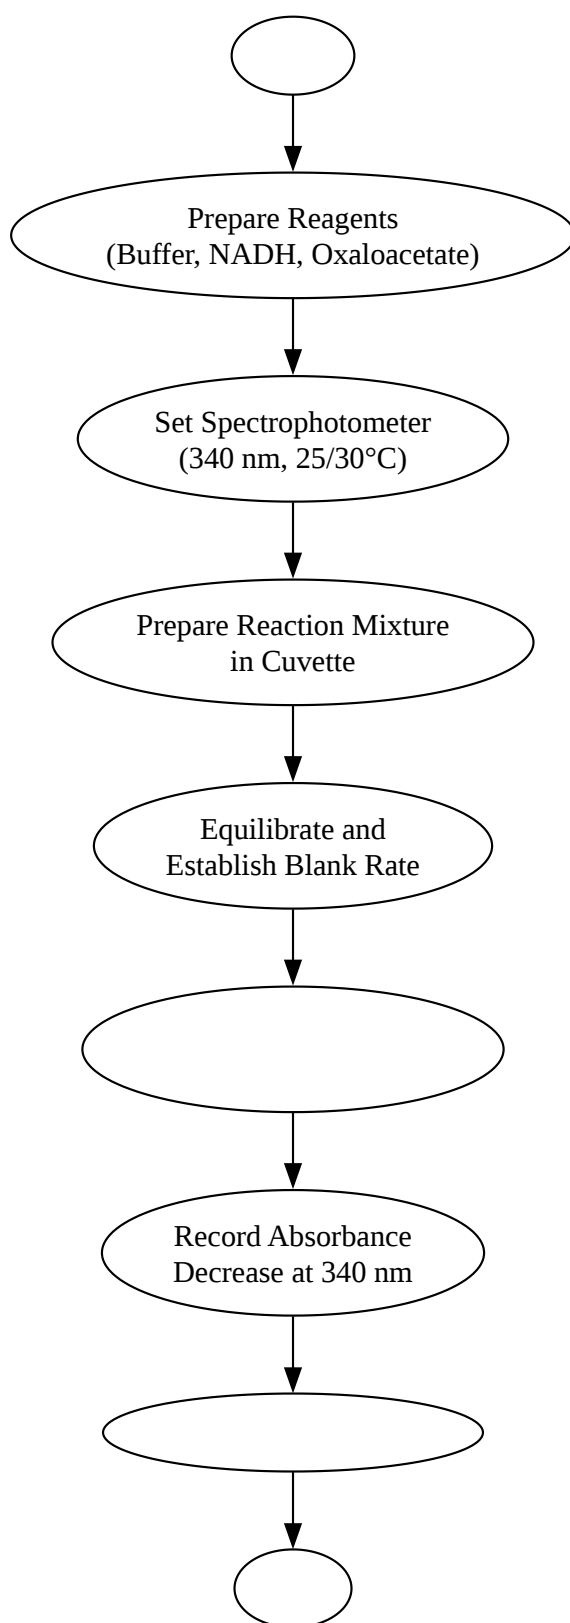 Prepare Reagents
(Buffer, NADH, Oxaloacetate)
Set Spectrophotometer
(340 nm, 25/30°C)
Prepare Reaction Mixture
in Cuvette
Equilibrate and
Establish Blank Rate
Record Absorbance
Decrease at 340 nm